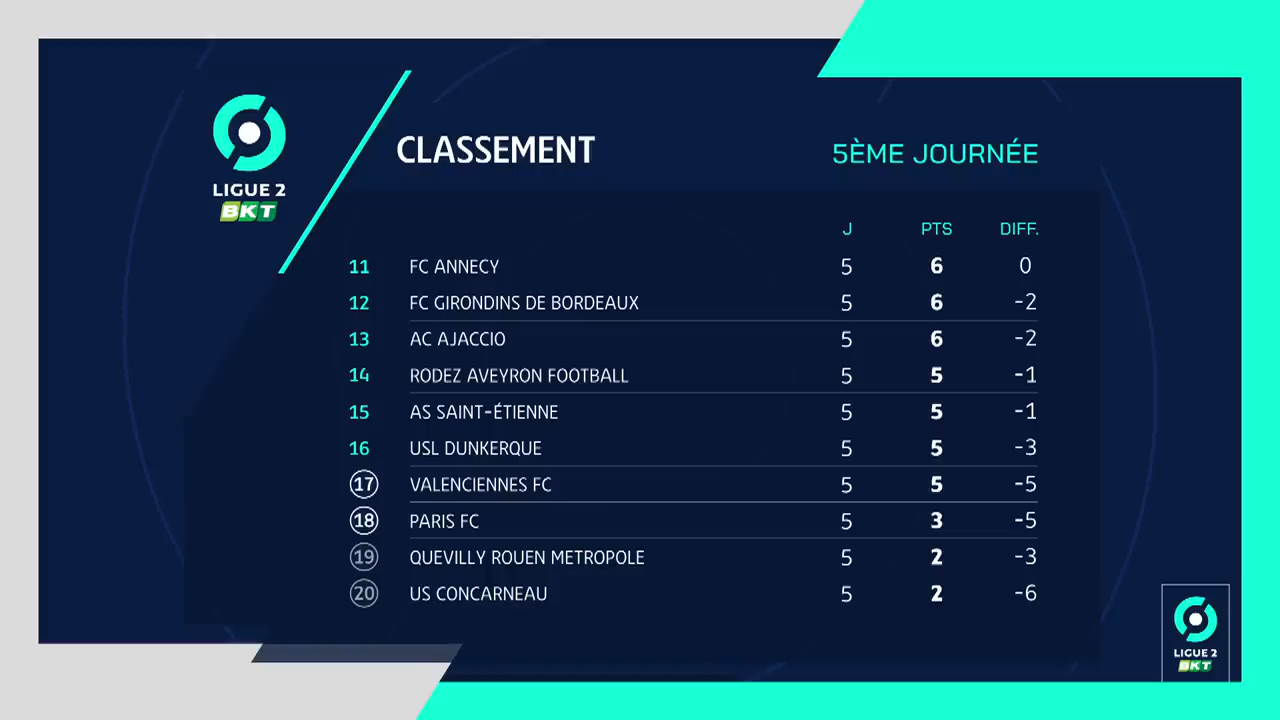 LIGUE 2
BKT
CLASSEMENT
5ÈME JOURNÉE
J PTS DIFF.
11 FC ANNECY 5 6 0
12 FC GIRONDINS DE BORDEAUX 5 6 -2
13 AC AJACCIO 5 6 -2
14 RODEZ AVEYRON FOOTBALL 5 5 -1
15 AS SAINT-ÉTIENNE 5 5 -1
16 USL DUNKERQUE 5 5 -3
17 VALENCIENNES FC 5 5 -5
18 PARIS FC 5 3 -5
19 QUEVILLY ROUEN METROPOLE 5 2 -3
20 US CONCARNEAU 5 2 -6
LIGUE 2
BKT